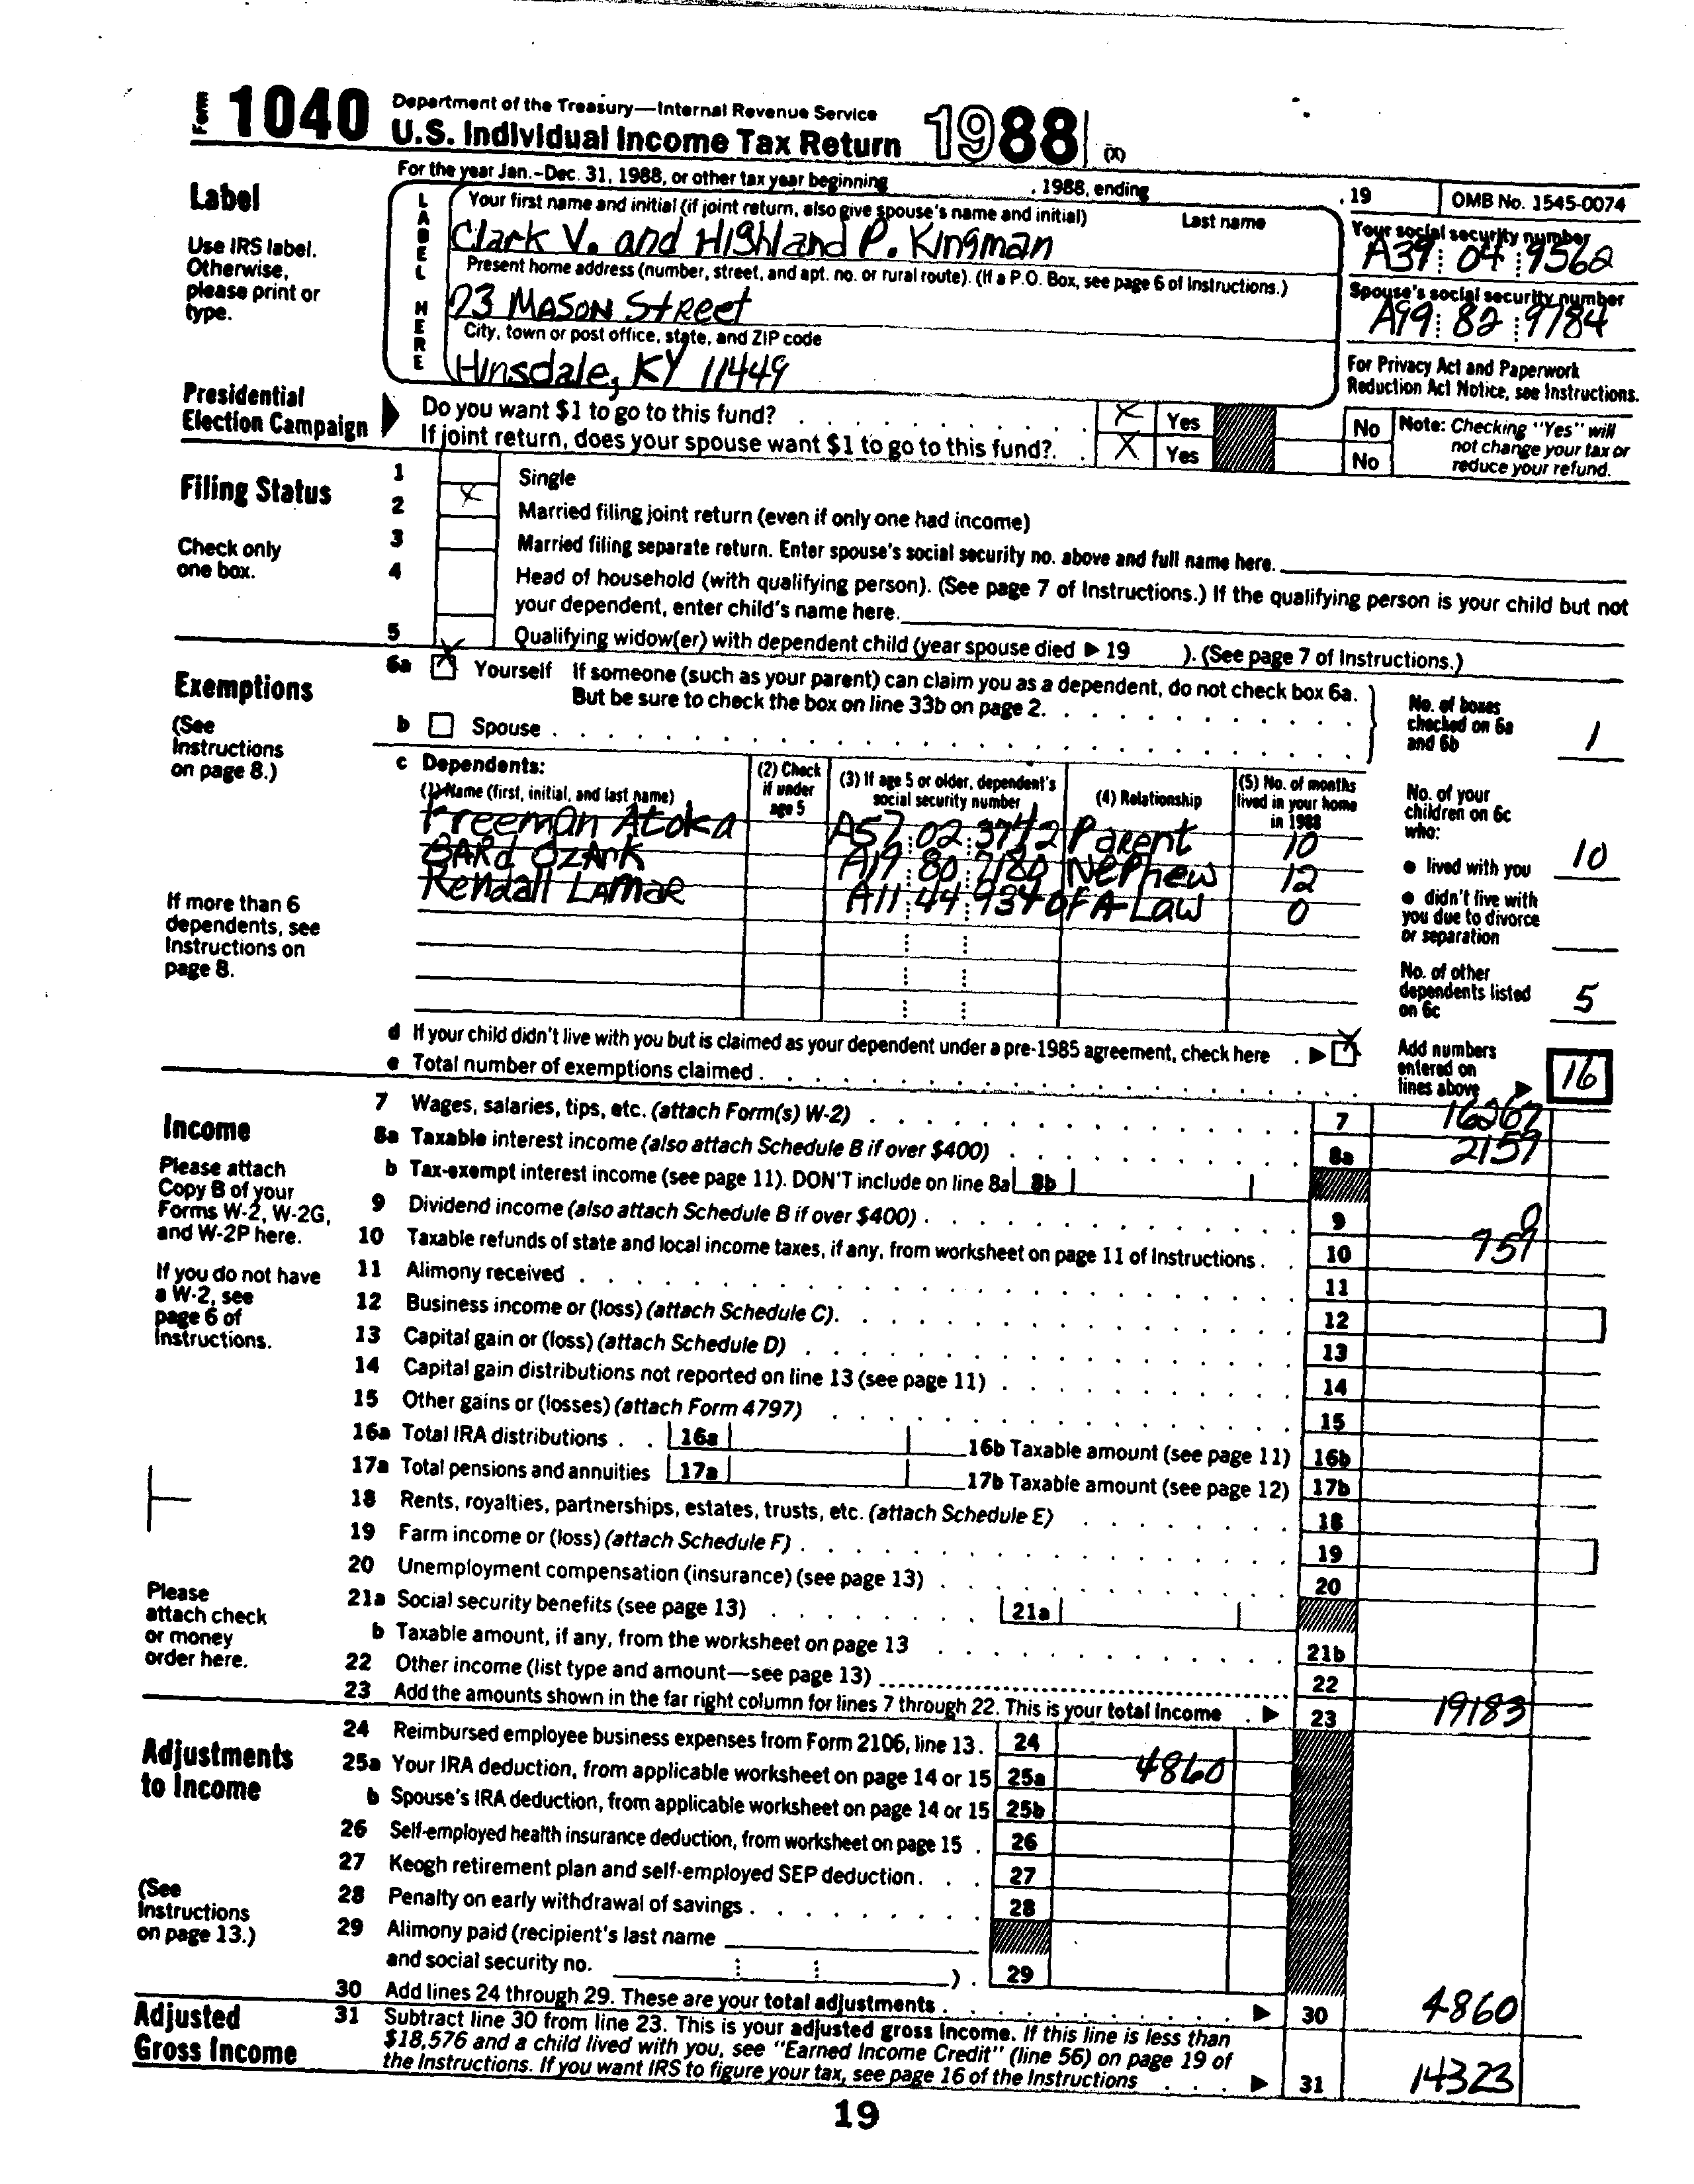 Form 1040 Department of the Treasury—Internal Revenue Service
U.S. Individual Income Tax Return 1988 (X)
For the year Jan.-Dec. 31, 1988, or other tax year beginning , 1988, ending , 19 OMB No. 1545-0074
Label
Use IRS label. Otherwise, please print or type.
LABEL HERE
Your first name and initial (if joint return, also give spouse's name and initial) Last name
Clark V. and Highland P. Kingman
Your social security number
A39 04 9562
Present home address (number, street, and apt. no. or rural route). (If a P.O. Box, see page 6 of Instructions.)
73 Mason Street
Spouse's social security number
A99 82 9784
City, town or post office, state, and ZIP code
Hinsdale, KY 11449
For Privacy Act and Paperwork Reduction Act Notice, see Instructions.
Presidential Election Campaign
Do you want $1 to go to this fund? X Yes No
If joint return, does your spouse want $1 to go to this fund?. X Yes No
Note: Checking "Yes" will not change your tax or reduce your refund.
Filing Status
Check only one box.
1 Single
2 X Married filing joint return (even if only one had income)
3 Married filing separate return. Enter spouse's social security no. above and full name here.
4 Head of household (with qualifying person). (See page 7 of Instructions.) If the qualifying person is your child but not
your dependent, enter child's name here.
5 Qualifying widow(er) with dependent child (year spouse died ▶ 19 ). (See page 7 of Instructions.)
Exemptions
(See Instructions on page 8.)
6a X Yourself If someone (such as your parent) can claim you as a dependent, do not check box 6a.
But be sure to check the box on line 33b on page 2.
b Spouse
No. of boxes checked on 6a and 6b 1
c Dependents:
(1) Name (first, initial, and last name) (2) Check if under age 5 (3) If age 5 or older, dependent's social security number (4) Relationship (5) No. of months lived in your home in 1988
Freeman Atoka A57 02 3742 Parent 10
Bard Ozark A19 80 7180 Nephew 12
Kendall Lamar A11 44 9340 f A-Law 0
If more than 6 dependents, see Instructions on page 8.
No. of your children on 6c who:
● lived with you 10
● didn't live with you due to divorce or separation
No. of other dependents listed on 6c 5
d If your child didn't live with you but is claimed as your dependent under a pre-1985 agreement, check here . ▶ X
e Total number of exemptions claimed
Add numbers entered on lines above ▶ 16
Income
Please attach Copy B of your Forms W-2, W-2G, and W-2P here.
If you do not have a W-2, see page 6 of Instructions.
Please attach check or money order here.
7 Wages, salaries, tips, etc. (attach Form(s) W-2) 7 16267
8a Taxable interest income (also attach Schedule B if over $400) 8a 2159
b Tax-exempt interest income (see page 11). DON'T include on line 8a 8b
9 Dividend income (also attach Schedule B if over $400) 9 0
10 Taxable refunds of state and local income taxes, if any, from worksheet on page 11 of Instructions. 10 757
11 Alimony received 11
12 Business income or (loss) (attach Schedule C). 12
13 Capital gain or (loss) (attach Schedule D) 13
14 Capital gain distributions not reported on line 13 (see page 11) 14
15 Other gains or (losses) (attach Form 4797) 15
16a Total IRA distributions 16a 16b Taxable amount (see page 11) 16b
17a Total pensions and annuities 17a 17b Taxable amount (see page 12) 17b
18 Rents, royalties, partnerships, estates, trusts, etc. (attach Schedule E) 18
19 Farm income or (loss) (attach Schedule F) 19
20 Unemployment compensation (insurance) (see page 13) 20
21a Social security benefits (see page 13) 21a
b Taxable amount, if any, from the worksheet on page 13 21b
22 Other income (list type and amount—see page 13) 22
23 Add the amounts shown in the far right column for lines 7 through 22. This is your total income ▶ 23 19183
Adjustments to Income
(See Instructions on page 13.)
24 Reimbursed employee business expenses from Form 2106, line 13. 24
25a Your IRA deduction, from applicable worksheet on page 14 or 15 25a 4860
b Spouse's IRA deduction, from applicable worksheet on page 14 or 15 25b
26 Self-employed health insurance deduction, from worksheet on page 15 26
27 Keogh retirement plan and self-employed SEP deduction. 27
28 Penalty on early withdrawal of savings 28
29 Alimony paid (recipient's last name
and social security no. ). 29
30 Add lines 24 through 29. These are your total adjustments ▶ 30 4860
Adjusted Gross Income
31 Subtract line 30 from line 23. This is your adjusted gross income. If this line is less than
$18,576 and a child lived with you, see "Earned Income Credit" (line 56) on page 19 of
the Instructions. If you want IRS to figure your tax, see page 16 of the Instructions ▶ 31 14323
19